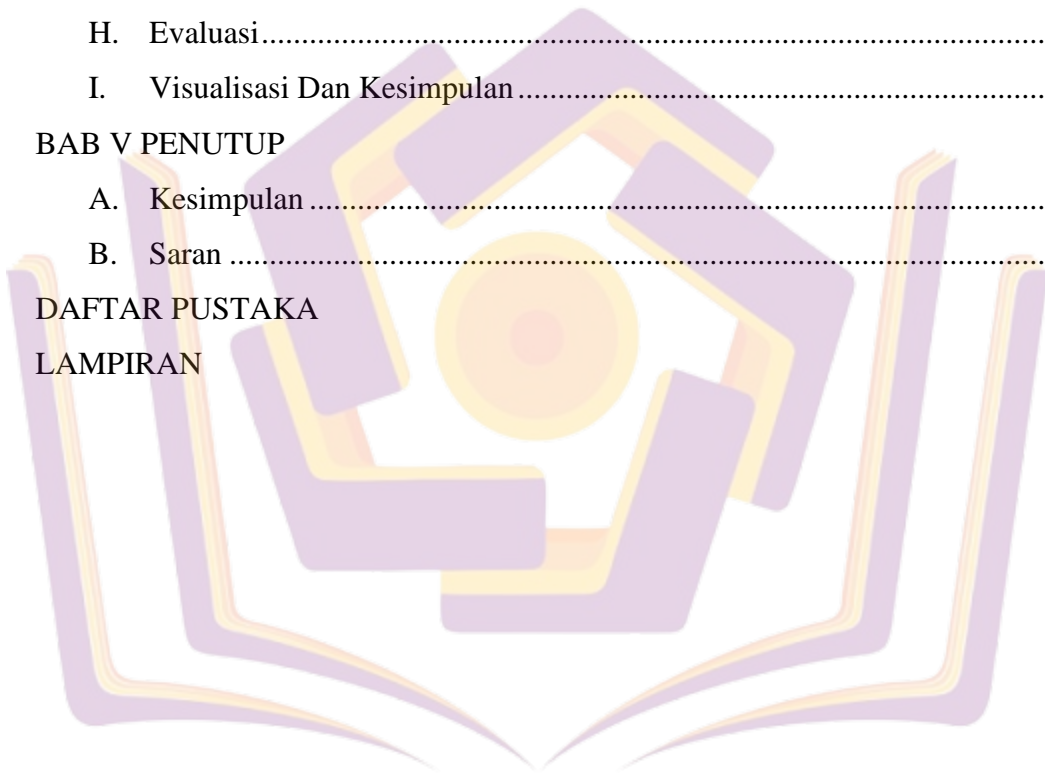 H. Evaluasi........................................................................................................
I. Visualisasi Dan Kesimpulan.......................................................................
BAB V PENUTUP
A. Kesimpulan..................................................................................................
B. Saran............................................................................................................
DAFTAR PUSTAKA
LAMPIRAN